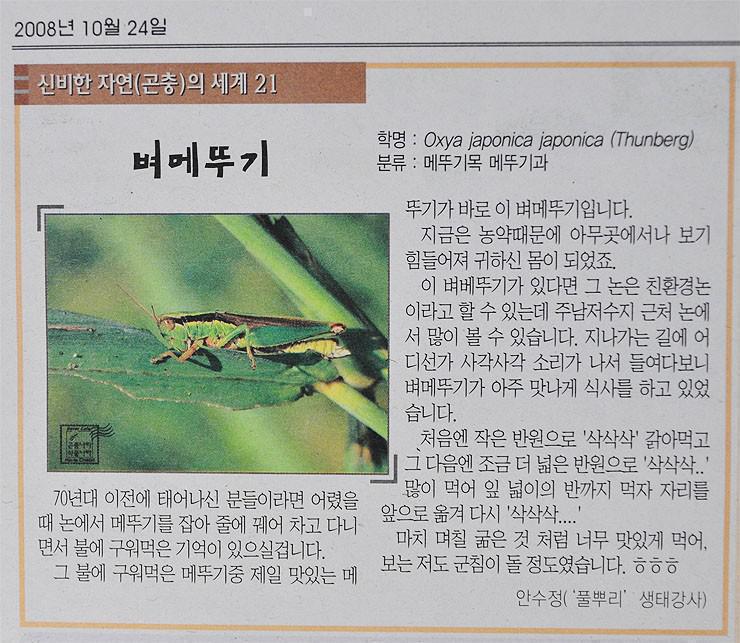 2008년 10월 24일
신비한 자연(곤충)의 세계 21
벼메뚜기
학명 : Oxya japonica japonica (Thunberg)
분류 : 메뚜기목 메뚜기과
70년대 이전에 태어나신 분들이라면 어렸을
때 논에서 메뚜기를 잡아 줄에 꿰어 차고 다니
면서 불에 구워먹은 기억이 있으실겁니다.
그 불에 구워먹은 메뚜기중 제일 맛있는 메
뚜기가 바로 이 벼메뚜기입니다.
지금은 농약때문에 아무곳에서나 보기
힘들어져 귀하신 몸이 되었죠.
이 벼베뚜기가 있다면 그 논은 친환경논
이라고 할 수 있는데 주남저수지 근처 논에
서 많이 볼 수 있습니다. 지나가는 길에 어
디선가 사각사각 소리가 나서 들여다보니
벼메뚜기가 아주 맛나게 식사를 하고 있었
습니다.
처음엔 작은 반원으로 '삭삭삭' 갉아먹고
그 다음엔 조금 더 넓은 반원으로 '삭삭삭..'
많이 먹어 잎 넓이의 반까지 먹자 자리를
앞으로 옮겨 다시 '삭삭삭....'
마치 며칠 굶은 것 처럼 너무 맛있게 먹어,
보는 저도 군침이 돌 정도였습니다. ㅎㅎㅎ
안수정('풀뿌리' 생태강사)